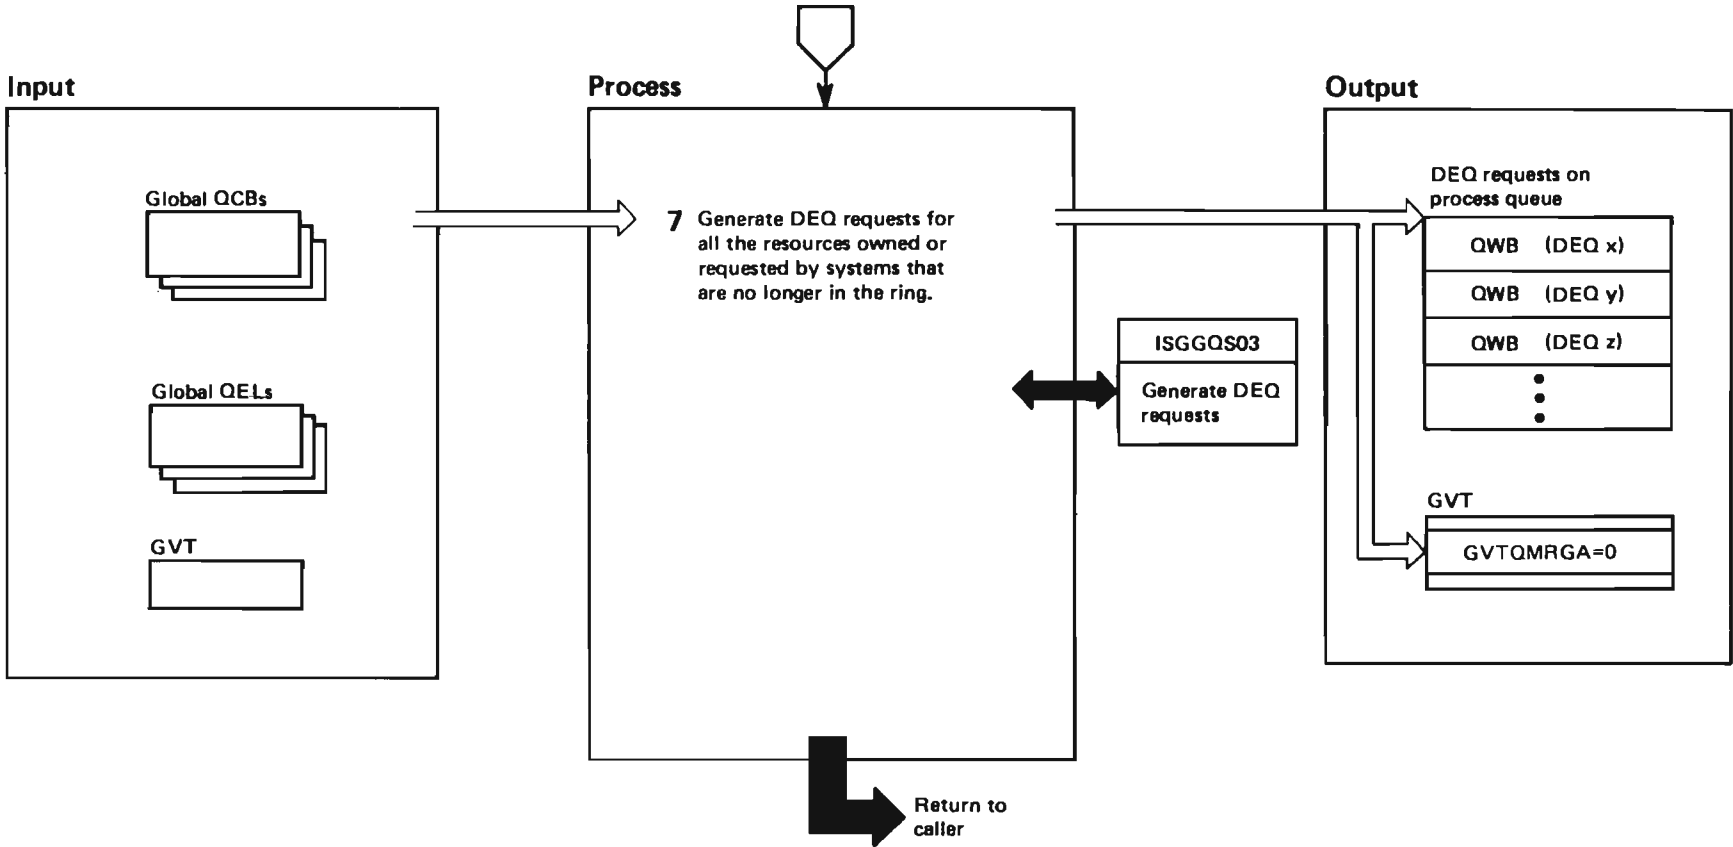 Input
Process
Output
Global QCBs
7 Generate DEQ requests for
all the resources owned or
requested by systems that
are no longer in the ring.
DEQ requests on
process queue
QWB (DEQ x)
QWB (DEQ y)
QWB (DEQ z)
ISGGQS03
Generate DEQ
requests
Global QELs
GVT
GVT
GVTQMRGA=0
Return to
caller